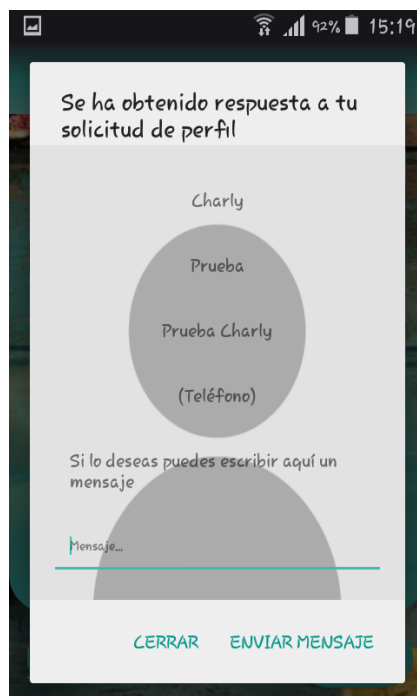 92% 15:19
Se ha obtenido respuesta a tu
solicitud de perfil
Charly
Prueba
Prueba Charly
(Teléfono)
Si lo deseas puedes escribir aquí un
mensaje
Mensaje...
CERRAR ENVIAR MENSAJE